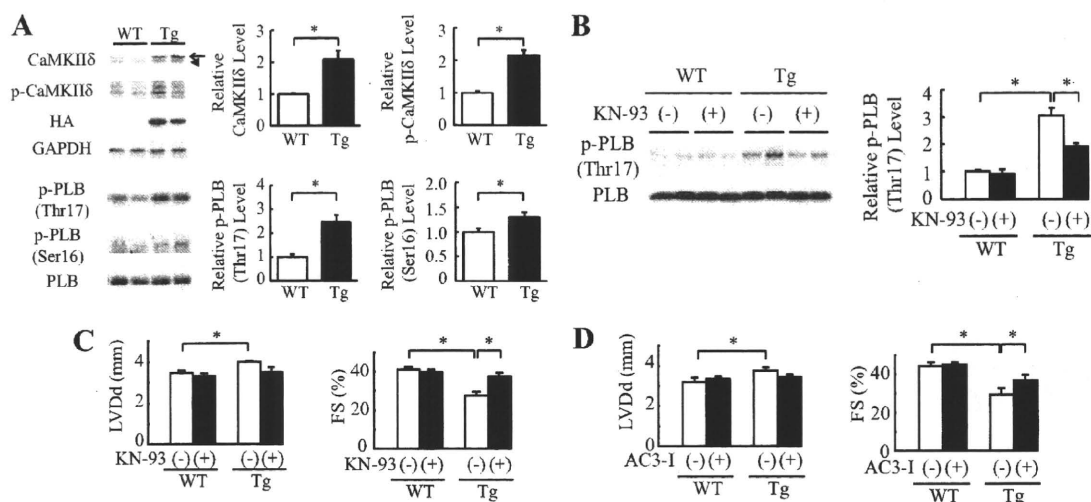 A
WT Tg
CaMKIIδ
p-CaMKIIδ
HA
GAPDH
p-PLB
(Thr17)
p-PLB
(Ser16)
PLB
Relative
CaMKIIδ Level
3
2
1
0
*
WT Tg
Relative
p-CaMKIIδ Level
3
2
1
0
*
WT Tg
Relative p-PLB
(Thr17) Level
4
3
2
1
0
*
WT Tg
Relative p-PLB
(Ser16) Level
2.0
1.5
1.0
0.5
0.0
*
WT Tg
B
WT Tg
KN-93 (-) (+) (-) (+)
p-PLB
(Thr17)
PLB
Relative p-PLB
(Thr17) Level
4
3
2
1
0
* *
KN-93 (-) (+) (-) (+)
WT Tg
C
LVDd (mm)
4
2
0
*
KN-93 (-) (+) (-) (+)
WT Tg
FS (%)
40
20
0
* *
KN-93 (-) (+) (-) (+)
WT Tg
D
LVDd (mm)
4
2
0
*
AC3-I (-) (+) (-) (+)
WT Tg
FS (%)
40
20
0
* *
AC3-I (-) (+) (-) (+)
WT Tg